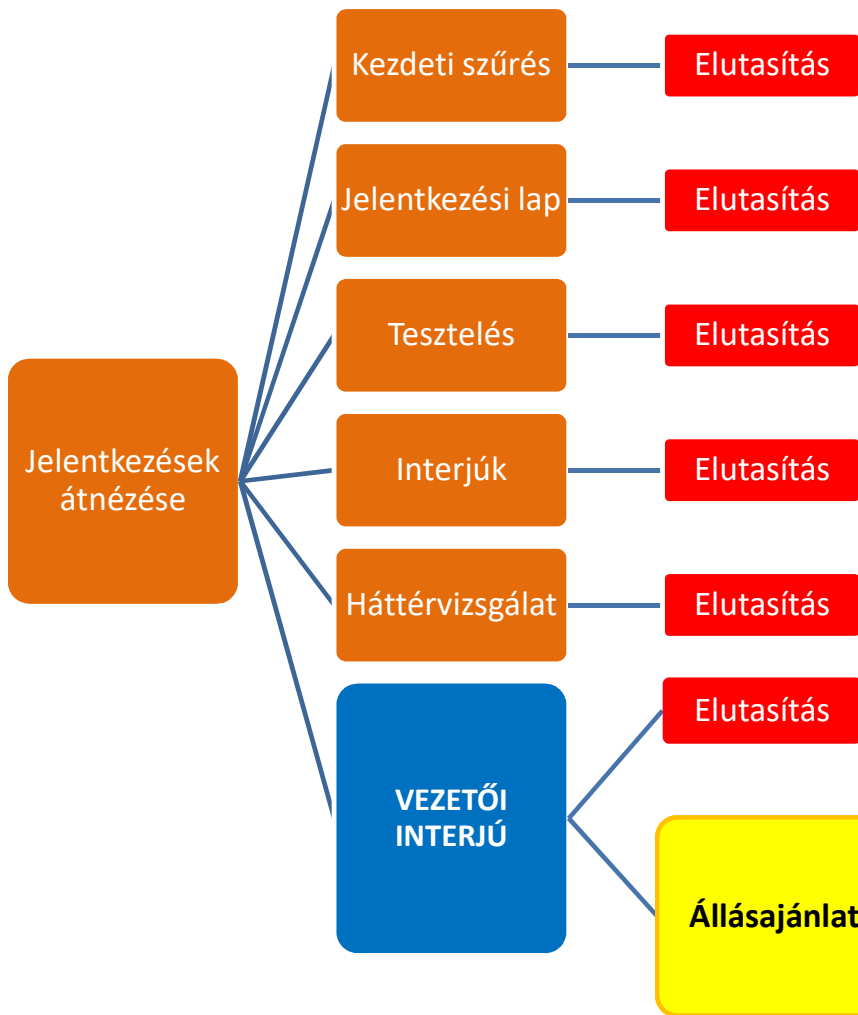 Kezdeti szűrés
Elutasítás
Jelentkezési lap
Elutasítás
Tesztelés
Elutasítás
Jelentkezések
átnézése
Interjúk
Elutasítás
Háttérvizsgálat
Elutasítás
VEZETŐI
INTERJÚ
Elutasítás
Állásajánlat